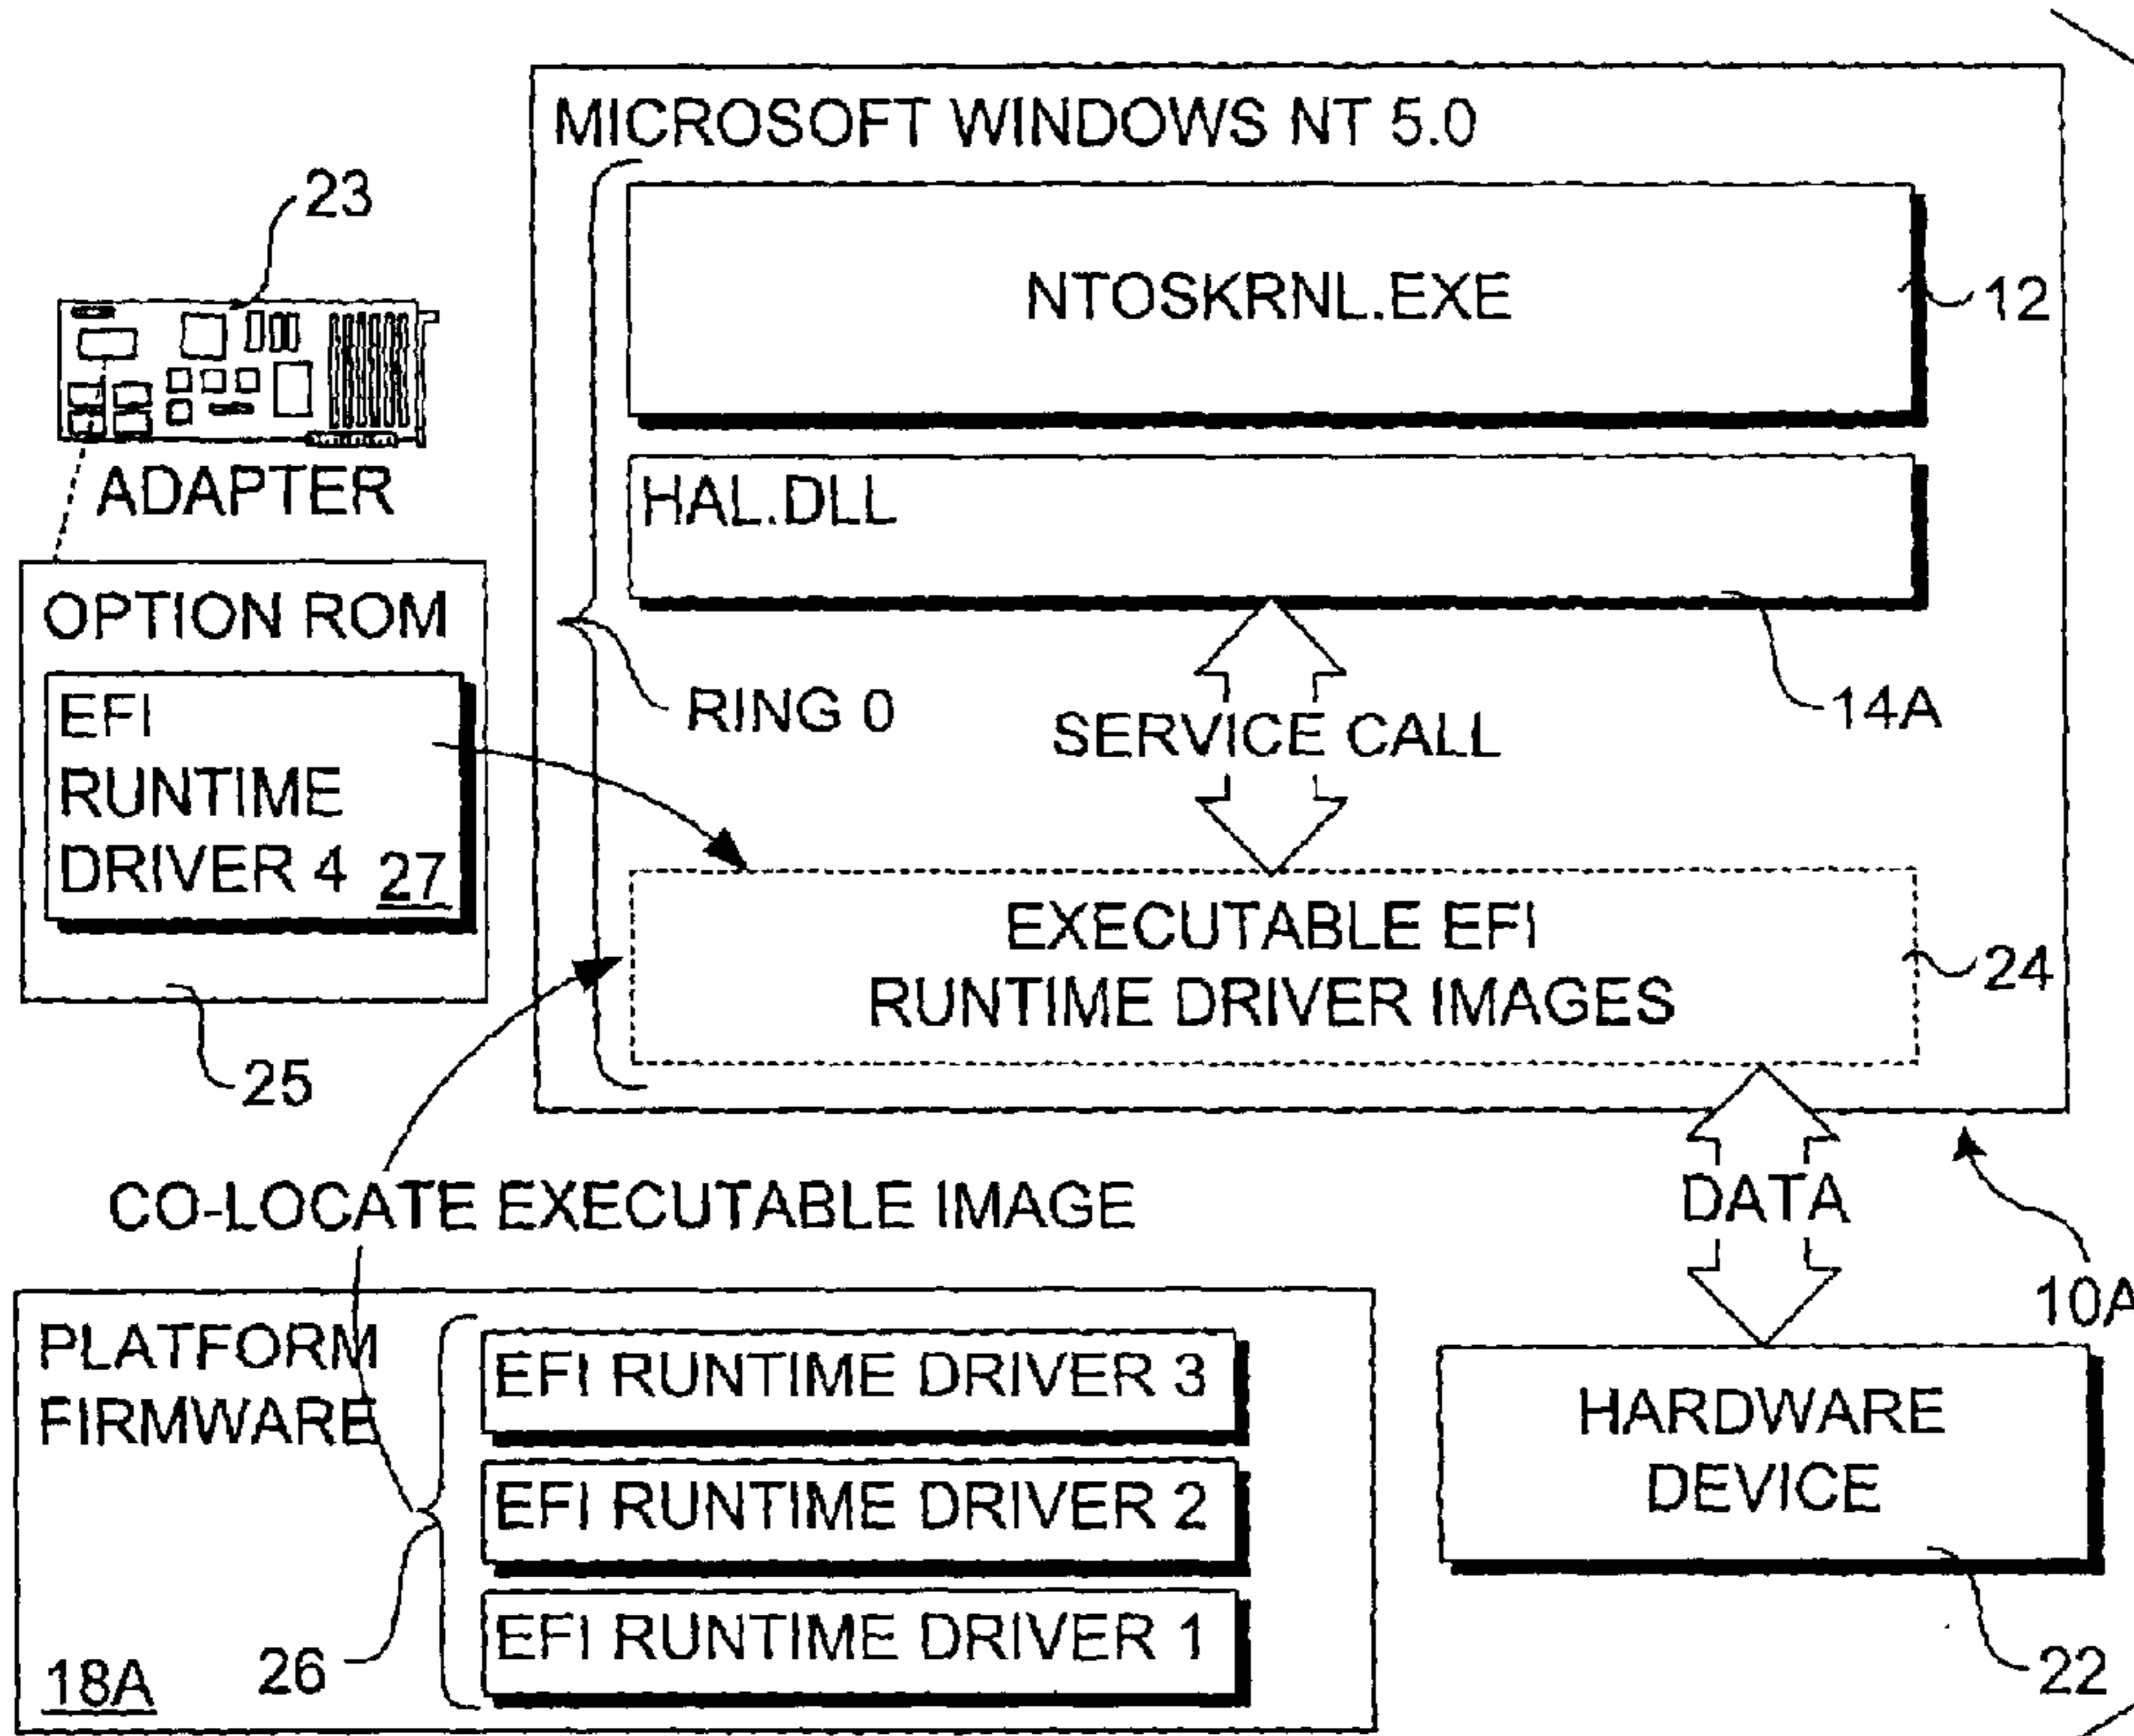 MICROSOFT WINDOWS NT 5.0
23
NTOSKRNL.EXE
12
ADAPTER
HAL.DLL
14A
OPTION ROM
EFI
RUNTIME
DRIVER 4 27
25
RING 0
SERVICE CALL
EXECUTABLE EFI
RUNTIME DRIVER IMAGES
24
CO-LOCATE EXECUTABLE IMAGE
DATA
10A
PLATFORM
FIRMWARE
EFI RUNTIME DRIVER 3
EFI RUNTIME DRIVER 2
EFI RUNTIME DRIVER 1
26
18A
HARDWARE
DEVICE
22